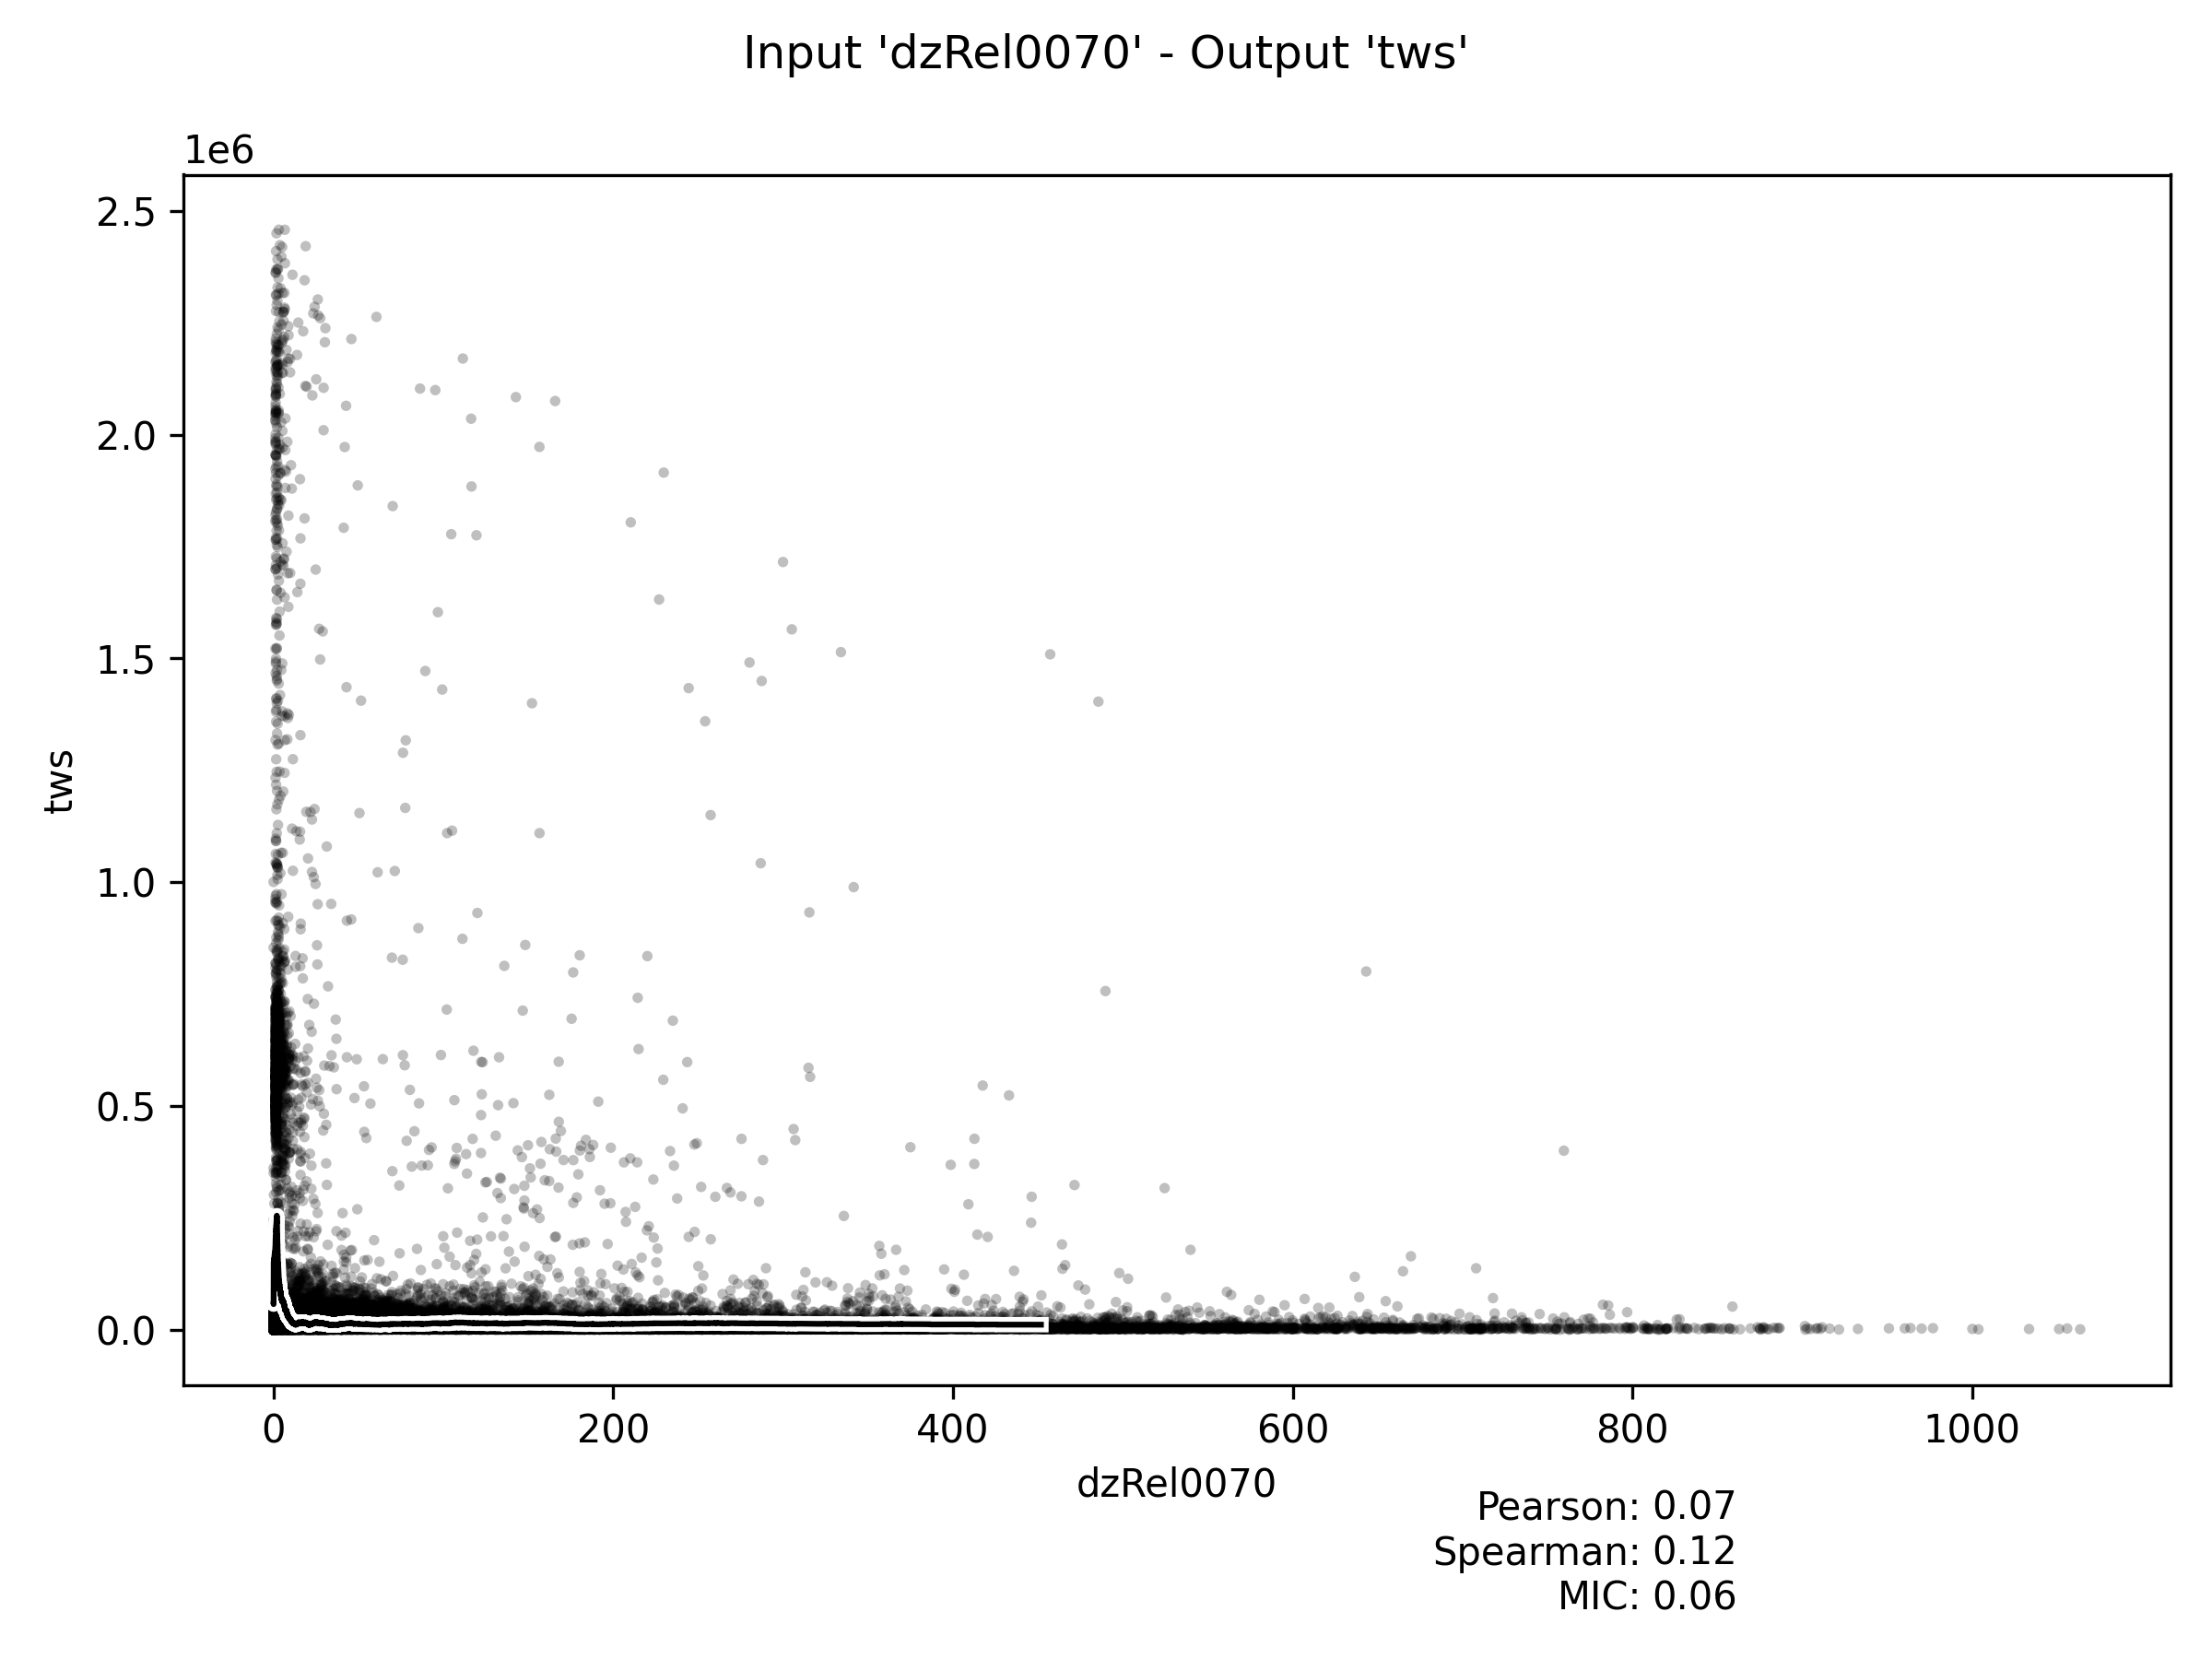 Input 'dzRel0070' - Output 'tws'
1e6
2.5
2.0
1.5
1.0
0.5
0.0
tws
0 200 400 600 800 1000
dzRel0070
Pearson: 0.07
Spearman: 0.12
MIC: 0.06